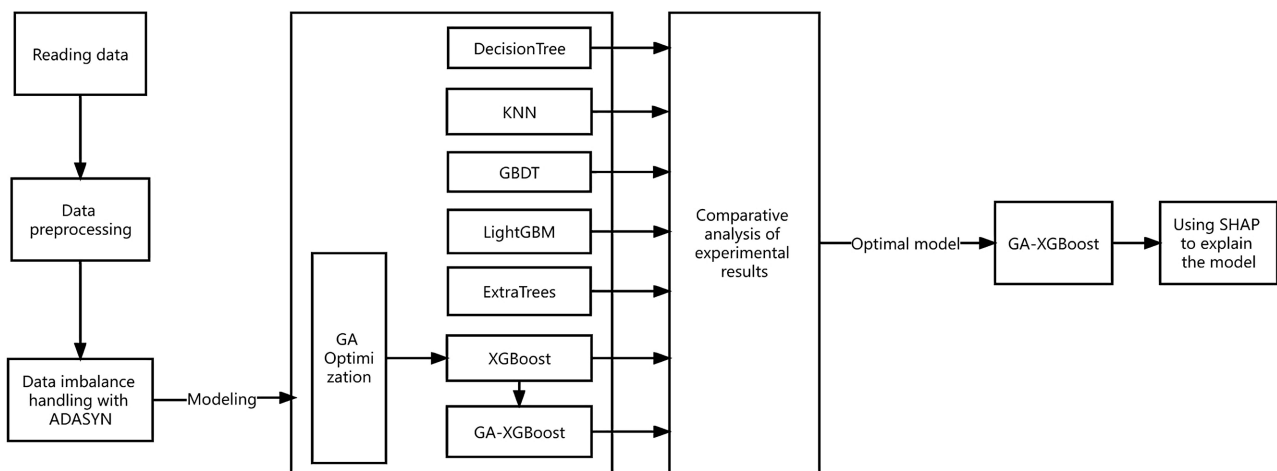 Reading data
Data
preprocessing
Data imbalance
handling with
ADASYN
Modeling
GA
Optimi
zation
DecisionTree
KNN
GBDT
LightGBM
ExtraTrees
XGBoost
GA-XGBoost
Comparative
analysis of
experimental
results
Optimal model
GA-XGBoost
Using SHAP
to explain
the model